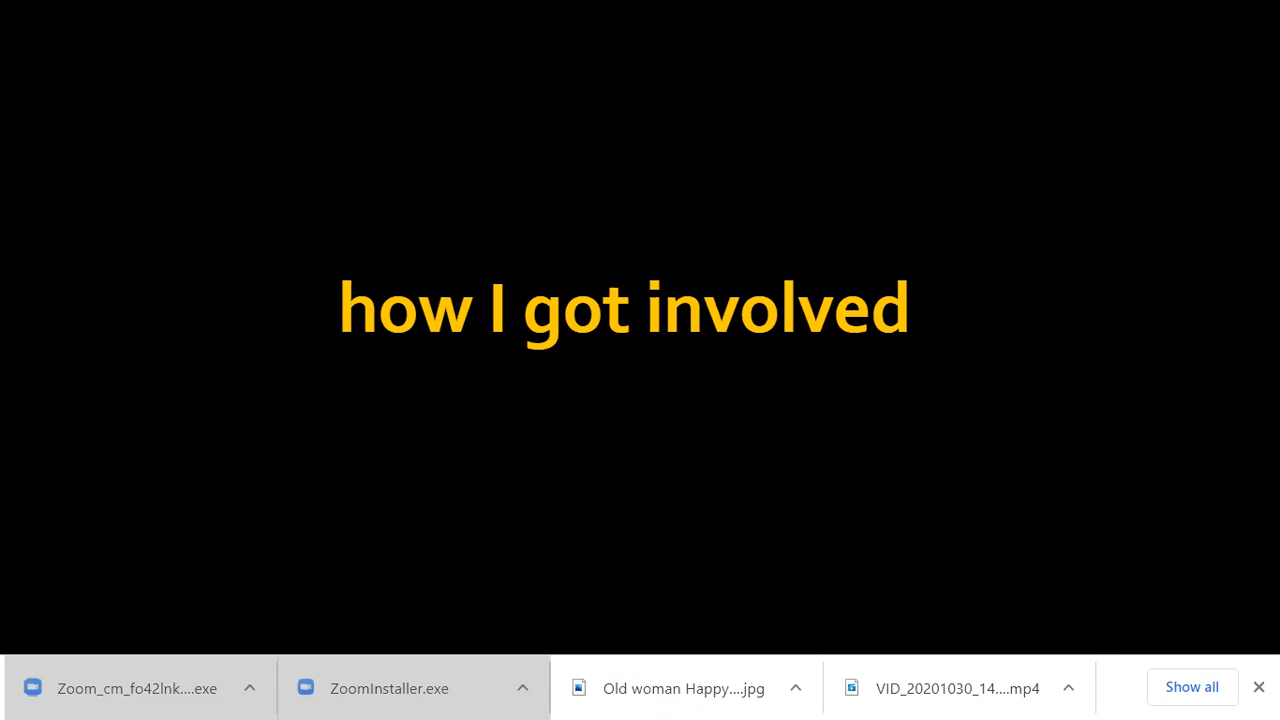 how I got involved
Zoom_cm_fo42lnk....exe
ZoomInstaller.exe
Old woman Happy....jpg
VID_20201030_14....mp4
Show all